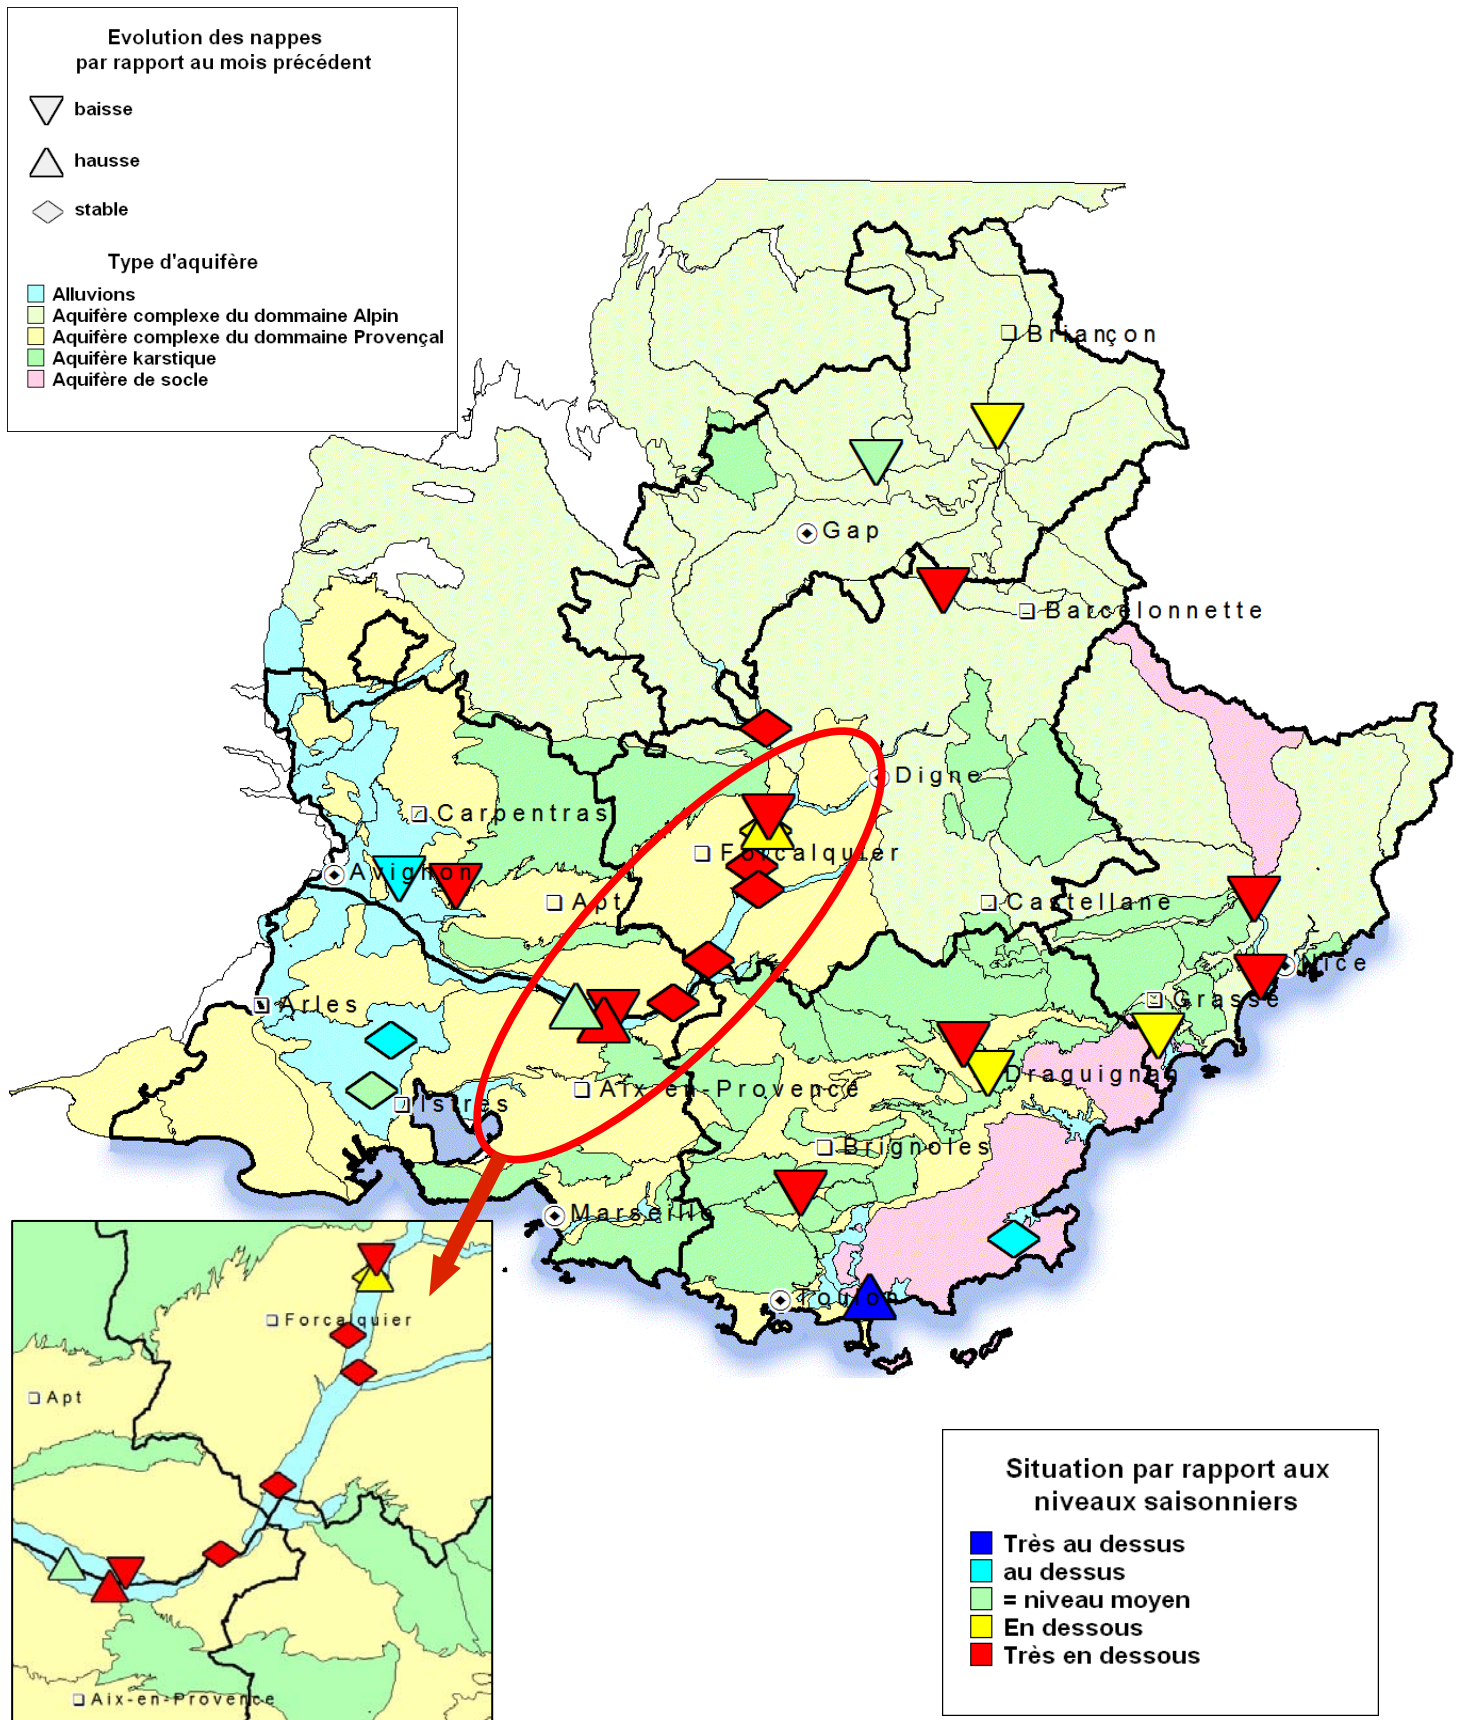 Evolution des nappes
par rapport au mois précédent
baisse
hausse
stable
Type d'aquifère
Alluvions
Aquifère complexe du dommaine Alpin
Aquifère complexe du dommaine Provençal
Aquifère karstique
Aquifère de socle
Briançon
Gap
Barcelonnette
Digne
Carpentras
Forcalquier
Avignon
Apt
Castellane
Nice
Grasse
Arles
Draguignan
Aix-en-Provence
Istres
Brignoles
Marseille
Toulon
Forcalquier
Apt
Aix-en-Provence
Situation par rapport aux
niveaux saisonniers
Très au dessus
au dessus
= niveau moyen
En dessous
Très en dessous